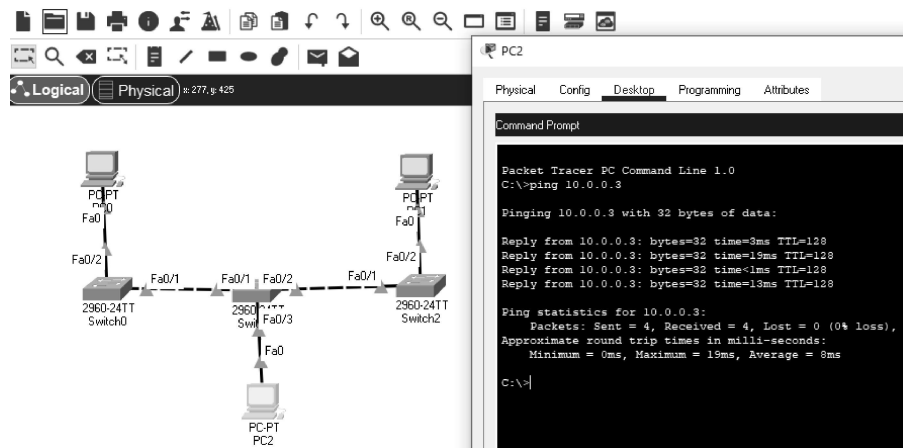 PC2
Logical
Physical
x: 277, y: 425
Physical Config Desktop Programming Attributes
Command Prompt
Packet Tracer PC Command Line 1.0
C:\>ping 10.0.0.3
Pinging 10.0.0.3 with 32 bytes of data:
Reply from 10.0.0.3: bytes=32 time=3ms TTL=128
Reply from 10.0.0.3: bytes=32 time=19ms TTL=128
Reply from 10.0.0.3: bytes=32 time<1ms TTL=128
Reply from 10.0.0.3: bytes=32 time=13ms TTL=128
Ping statistics for 10.0.0.3:
Packets: Sent = 4, Received = 4, Lost = 0 (0% loss),
Approximate round trip times in milli-seconds:
Minimum = 0ms, Maximum = 19ms, Average = 8ms
C:\>
Fa0
Fa0/2
Fa0/1
2960-24TT
Switch0
Fa0/1
Fa0/2
Fa0/3
Fa0
PC-PT
PC2
Fa0
Fa0/2
Fa0/1
2960-24TT
Switch2